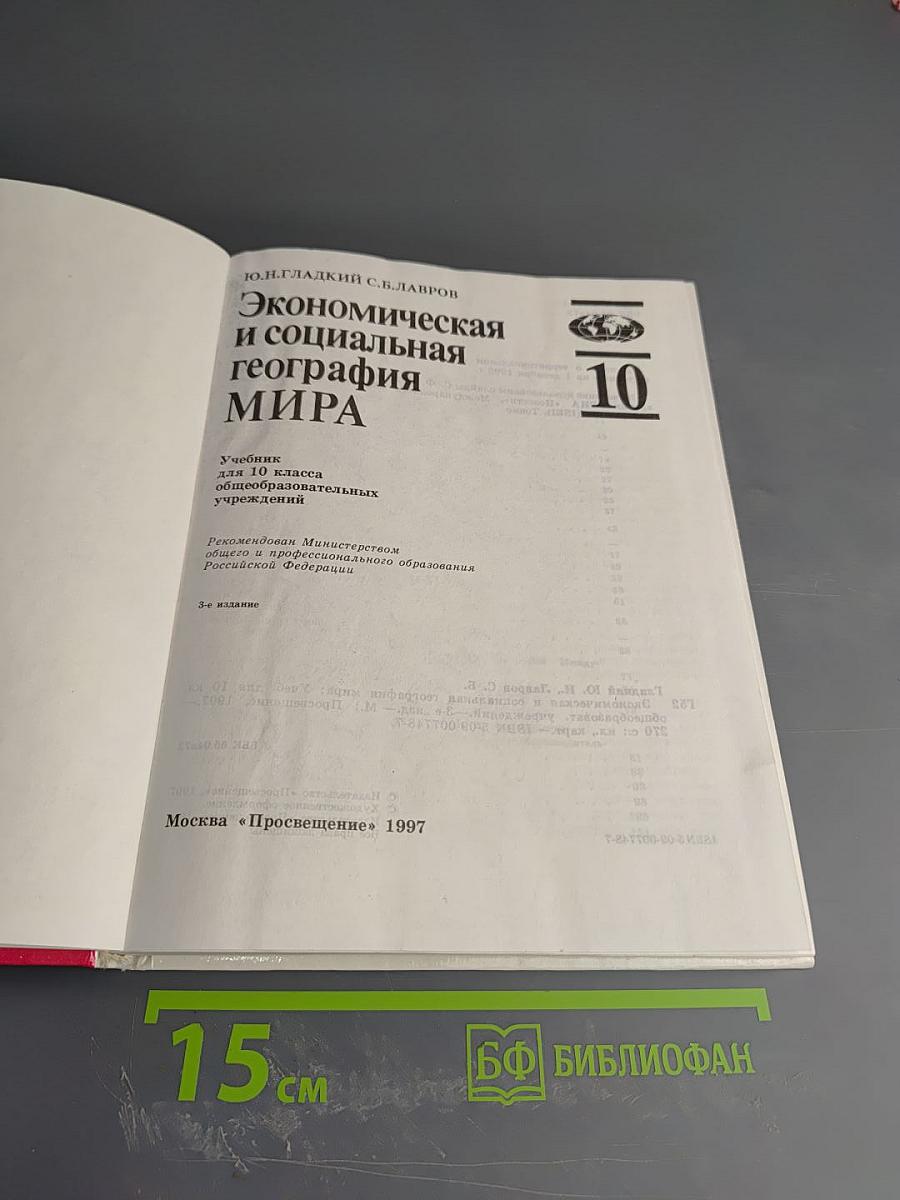 Ю.Н.ГЛАДКИЙ С.Б.ЛАВРОВ
Экономическая
и социальная
география
МИРА
10
Учебник
для 10 класса
общеобразовательных
учреждений
Рекомендован Министерством
общего и профессионального образования
Российской Федерации
3-е издание
Москва «Просвещение» 1997
15 см
БФ БИБЛИОФАН